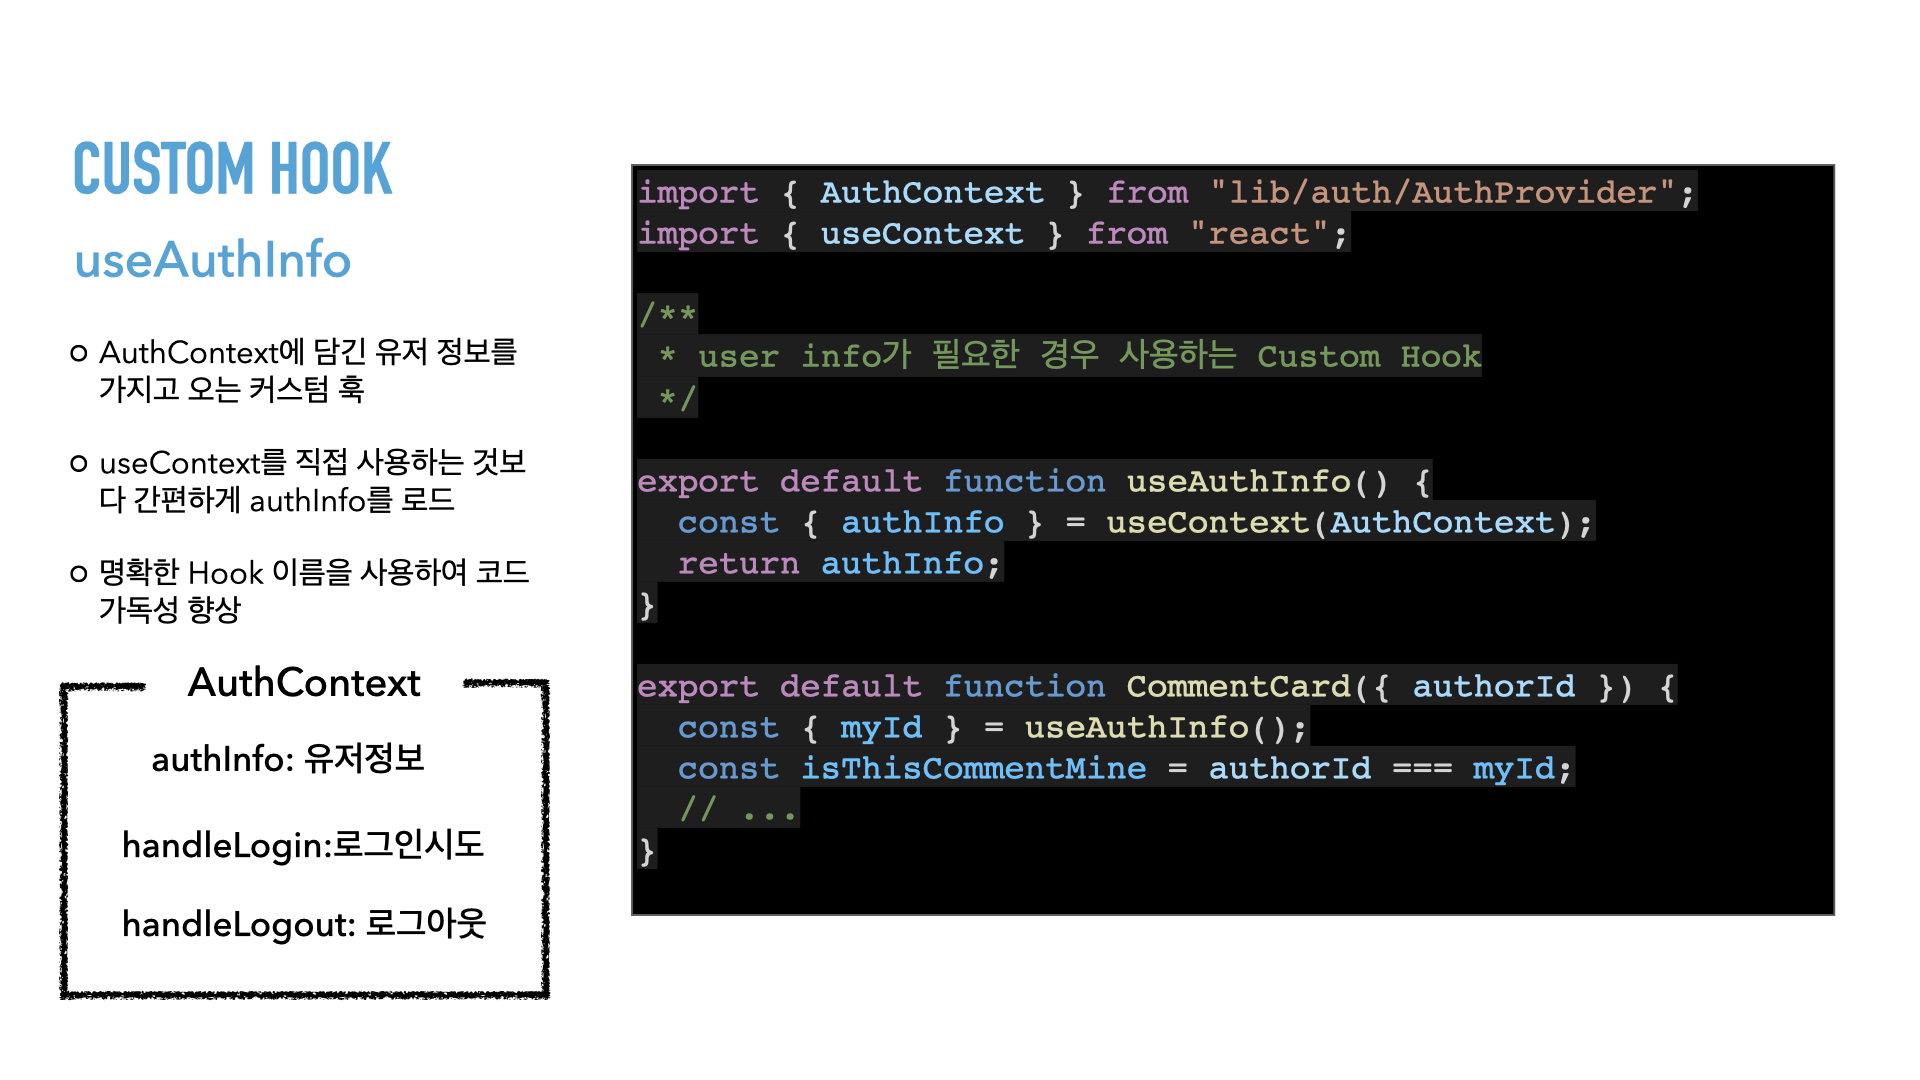 CUSTOM HOOK
useAuthInfo
AuthContext에 담긴 유저 정보를
가지고 오는 커스텀 훅
useContext를 직접 사용하는 것보
다 간편하게 authInfo를 로드
명확한 Hook 이름을 사용하여 코드
가독성 향상
AuthContext
authInfo: 유저정보
handleLogin:로그인시도
handleLogout: 로그아웃
import { AuthContext } from "lib/auth/AuthProvider";
import { useContext } from "react";
/**
 * user info가 필요한 경우 사용하는 Custom Hook
 */
export default function useAuthInfo() {
  const { authInfo } = useContext(AuthContext);
  return authInfo;
}
export default function CommentCard({ authorId }) {
  const { myId } = useAuthInfo();
  const isThisCommentMine = authorId === myId;
  // ...
}